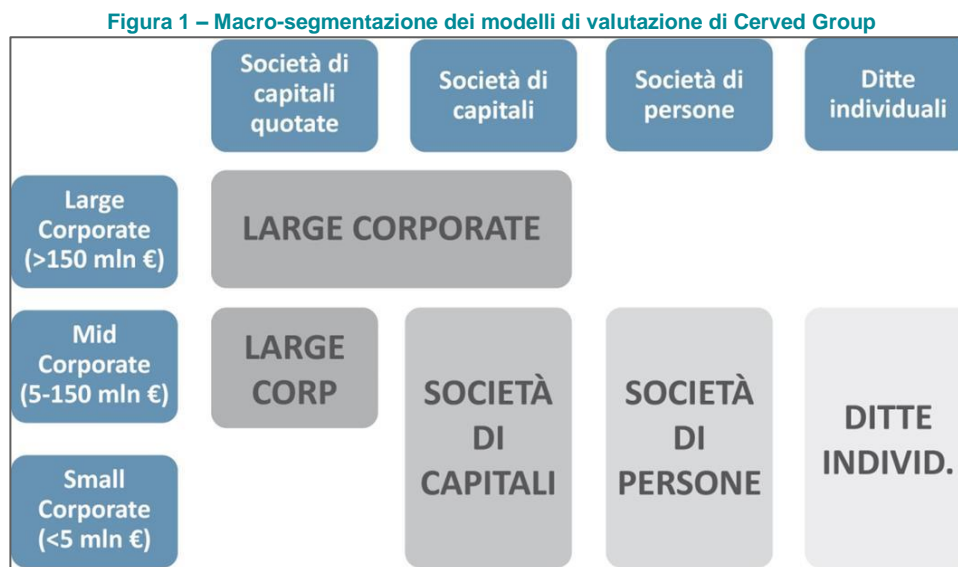 Figura 1 – Macro-segmentazione dei modelli di valutazione di Cerved Group
Società di
capitali
quotate
Società di
capitali
Società di
persone
Ditte
individuali
Large
Corporate
(>150 mln €)
LARGE CORPORATE
Mid
Corporate
(5-150 mln €)
LARGE
CORP
SOCIETÀ
DI
CAPITALI
SOCIETÀ
DI
PERSONE
DITTE
INDIVID.
Small
Corporate
(<5 mln €)